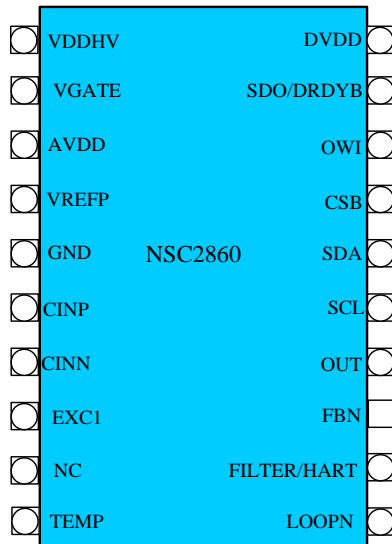 VDDHV DVDD
VGATE SDO/DRDYB
AVDD OWI
VREFP CSB
GND NSC2860 SDA
CINP SCL
CINN OUT
EXC1 FBN
NC FILTER/HART
TEMP LOOPN